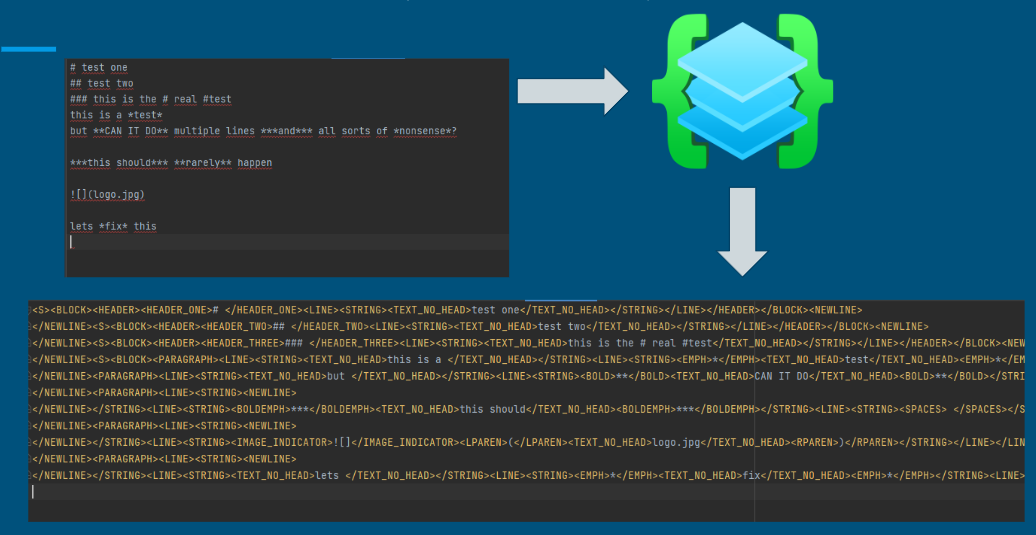 # test one
## test two
### this is the # real #test
this is a *test*
but **CAN IT DO** multiple lines ***and*** all sorts of *nonsense*?
***this should*** **rarely** happen
![](logo.jpg)
lets *fix* this
<S><BLOCK><HEADER><HEADER_ONE># </HEADER_ONE><LINE><STRING><TEXT_NO_HEAD>test one</TEXT_NO_HEAD></STRING></LINE></HEADER></BLOCK><NEWLINE>
</NEWLINE><S><BLOCK><HEADER><HEADER_TWO>## </HEADER_TWO><LINE><STRING><TEXT_NO_HEAD>test two</TEXT_NO_HEAD></STRING></LINE></HEADER></BLOCK><NEWLINE>
</NEWLINE><S><BLOCK><HEADER><HEADER_THREE>### </HEADER_THREE><LINE><STRING><TEXT_NO_HEAD>this is the # real #test</TEXT_NO_HEAD></STRING></LINE></HEADER></BLOCK><NEW
</NEWLINE><S><BLOCK><PARAGRAPH><LINE><STRING><TEXT_NO_HEAD>this is a </TEXT_NO_HEAD></STRING><LINE><STRING><EMPH>*</EMPH><TEXT_NO_HEAD>test</TEXT_NO_HEAD><EMPH>*</EM
</NEWLINE><PARAGRAPH><LINE><STRING><TEXT_NO_HEAD>but </TEXT_NO_HEAD></STRING><LINE><STRING><BOLD>**</BOLD><TEXT_NO_HEAD>CAN IT DO</TEXT_NO_HEAD><BOLD>**</BOLD></STRI
</NEWLINE><PARAGRAPH><LINE><STRING><NEWLINE>
</NEWLINE></STRING><LINE><STRING><BOLDEMPH>***</BOLDEMPH><TEXT_NO_HEAD>this should</TEXT_NO_HEAD><BOLDEMPH>***</BOLDEMPH></STRING><LINE><STRING><SPACES> </SPACES></S
</NEWLINE><PARAGRAPH><LINE><STRING><NEWLINE>
</NEWLINE></STRING><LINE><STRING><IMAGE_INDICATOR>![]</IMAGE_INDICATOR><LPAREN>(</LPAREN><TEXT_NO_HEAD>logo.jpg</TEXT_NO_HEAD><RPAREN>)</RPAREN></STRING></LINE></LIN
</NEWLINE><PARAGRAPH><LINE><STRING><NEWLINE>
</NEWLINE></STRING><LINE><STRING><TEXT_NO_HEAD>lets </TEXT_NO_HEAD></STRING><LINE><STRING><EMPH>*</EMPH><TEXT_NO_HEAD>fix</TEXT_NO_HEAD><EMPH>*</EMPH></STRING><LINE>